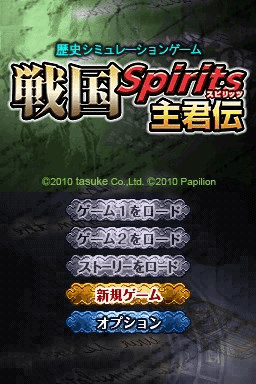 歴史シミュレーションゲーム
戦国Spirits
スピリッツ
主君伝
©2010 tasuke Co.,Ltd. ©2010 Papilion
ゲーム1をロード
ゲーム2をロード
ストーリーをロード
新規ゲーム
オプション